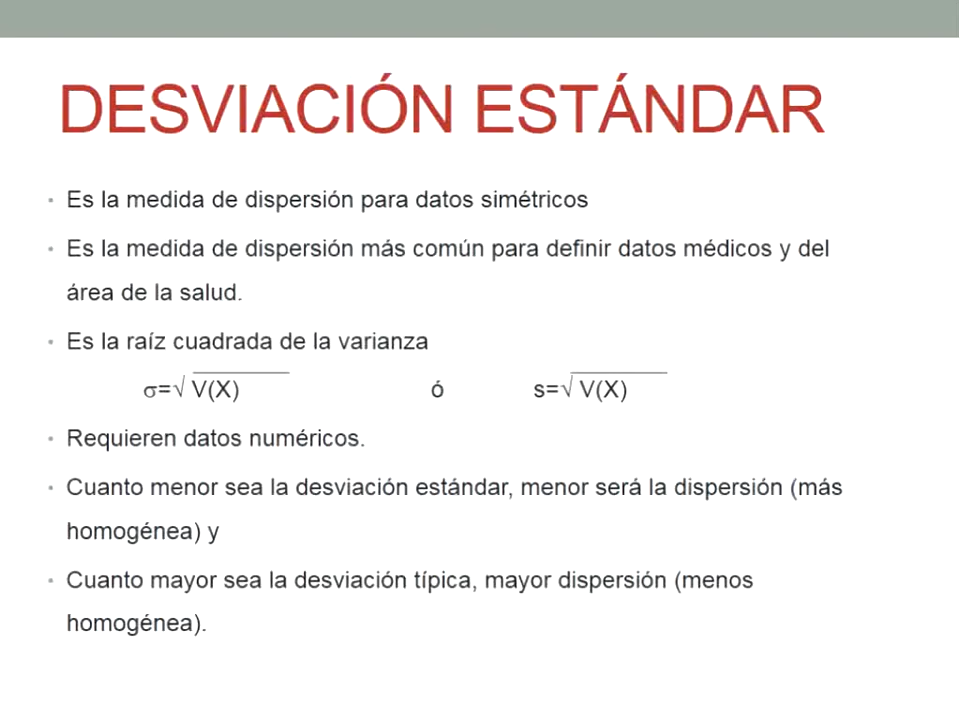 DESVIACIÓN ESTÁNDAR
• Es la medida de dispersión para datos simétricos
• Es la medida de dispersión más común para definir datos médicos y del
área de la salud.
• Es la raíz cuadrada de la varianza
σ=√ V(X) ó s=√ V(X)
• Requieren datos numéricos.
• Cuanto menor sea la desviación estándar, menor será la dispersión (más
homogénea) y
• Cuanto mayor sea la desviación típica, mayor dispersión (menos
homogénea).